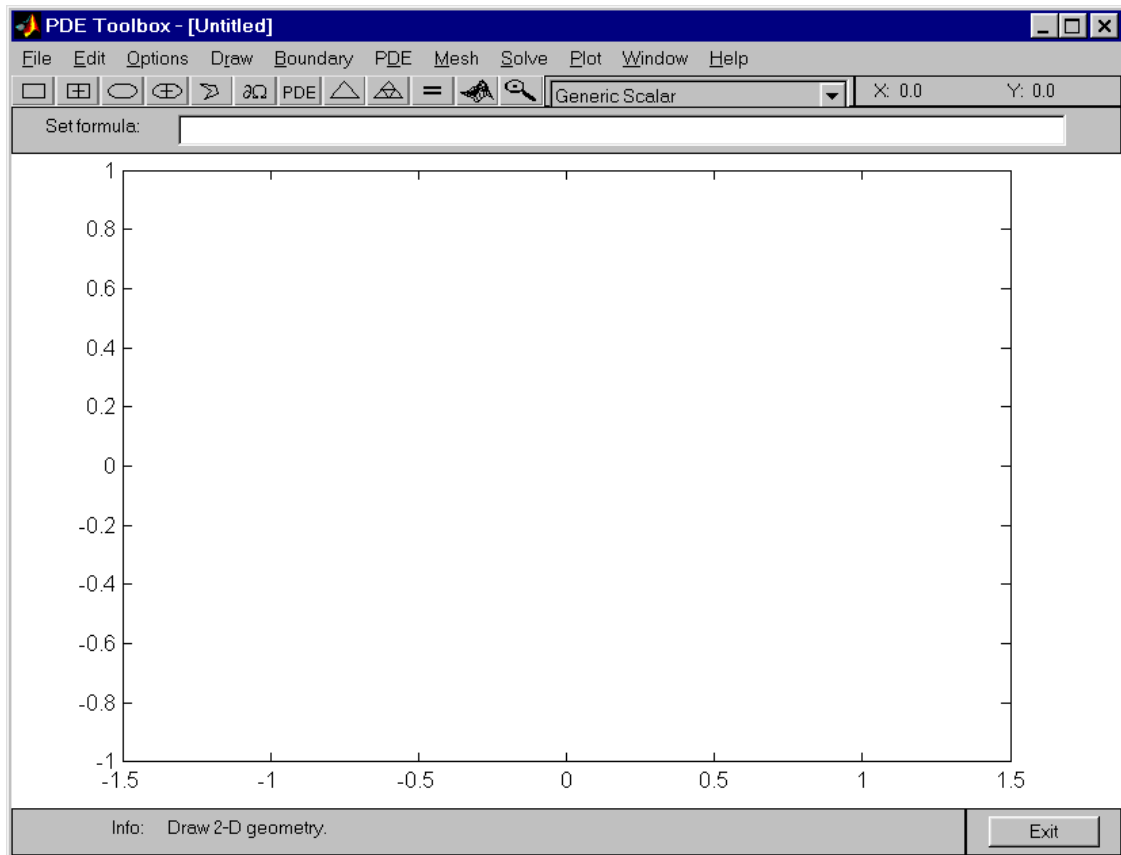 PDE Toolbox - [Untitled]
File Edit Options Draw Boundary PDE Mesh Solve Plot Window Help
∂Ω PDE = Generic Scalar X: 0.0 Y: 0.0
Set formula:
1
0.8
0.6
0.4
0.2
0
-0.2
-0.4
-0.6
-0.8
-1
-1.5 -1 -0.5 0 0.5 1 1.5
Info: Draw 2-D geometry. Exit